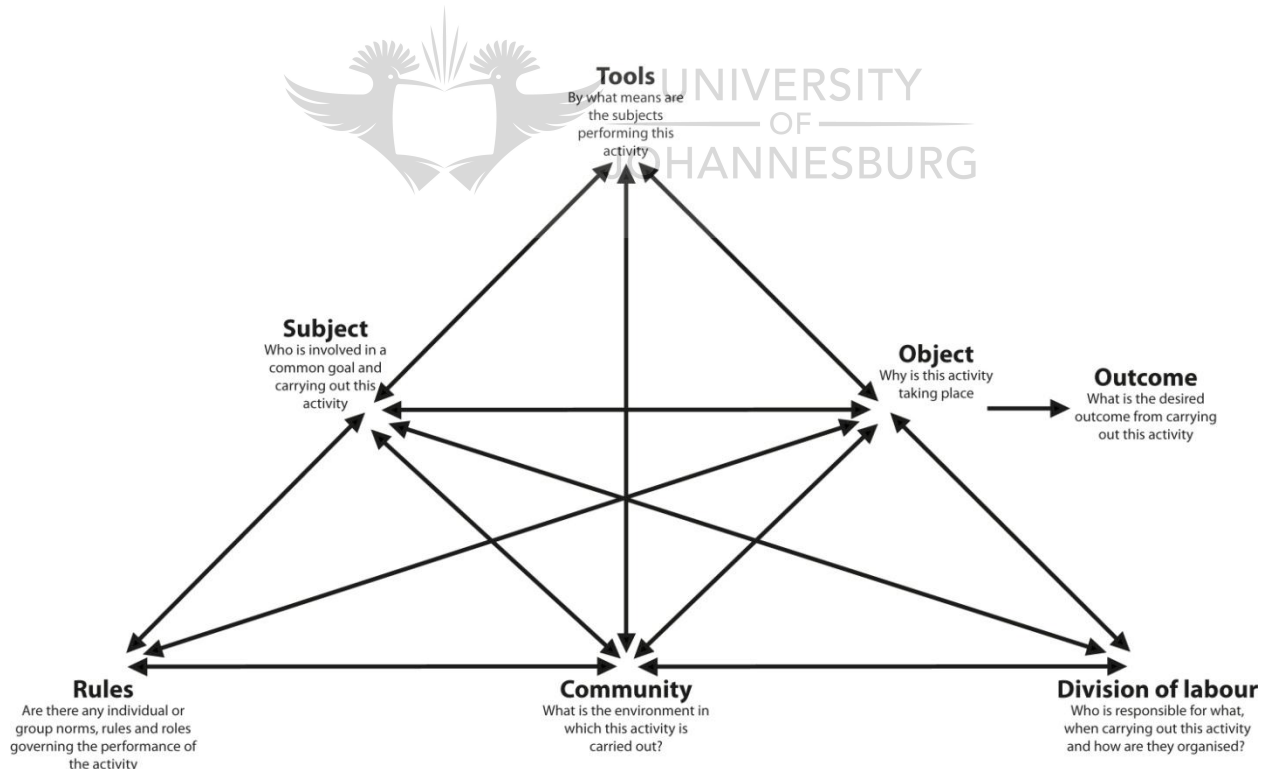 UNIVERSITY
OF
JOHANNESBURG
Tools
By what means are
the subjects
performing this
activity
Subject
Who is involved in a
common goal and
carrying out this
activity
Object
Why is this activity
taking place
Outcome
What is the desired
outcome from carrying
out this activity
Rules
Are there any individual or
group norms, rules and roles
governing the performance of
the activity
Community
What is the environment in
which this activity is
carried out?
Division of labour
Who is responsible for what,
when carrying out this activity
and how are they organised?